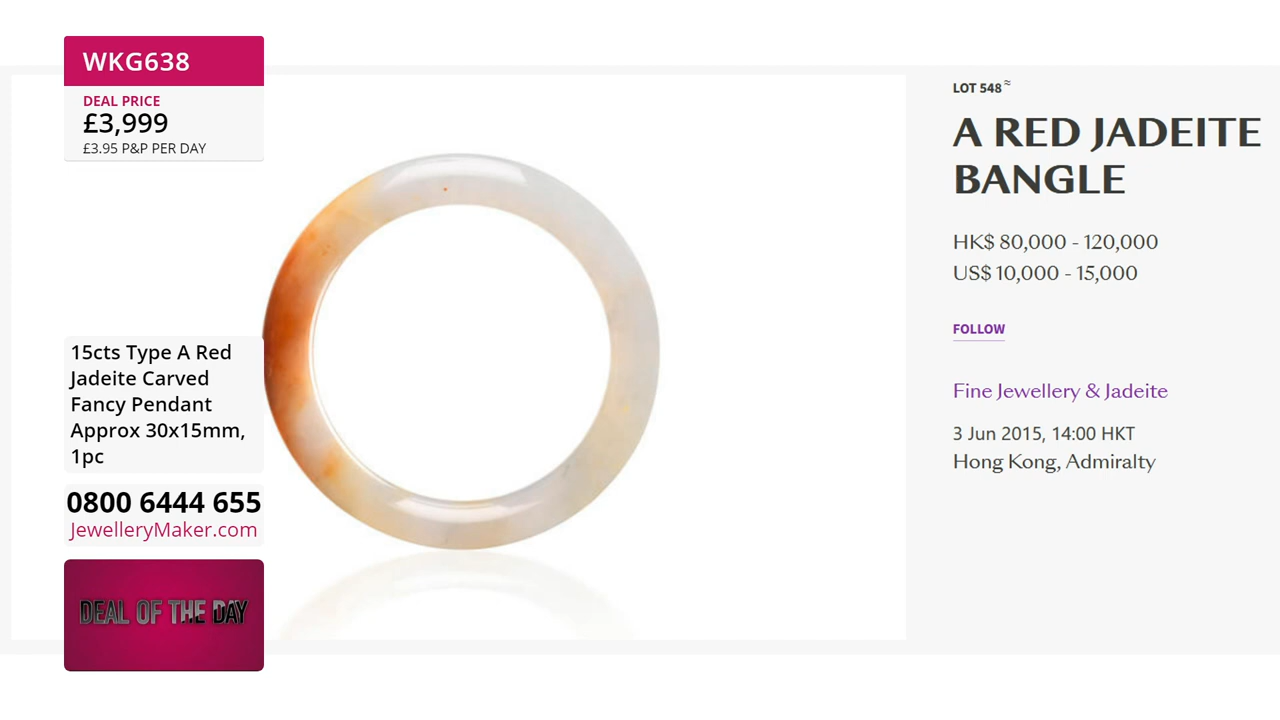 WKG638
DEAL PRICE
£3,999
£3.95 P&P PER DAY
15cts Type A Red
Jadeite Carved
Fancy Pendant
Approx 30x15mm,
1pc
0800 6444 655
JewelleryMaker.com
DEAL OF THE DAY
LOT 548≈
A RED JADEITE
BANGLE
HK$ 80,000 - 120,000
US$ 10,000 - 15,000
FOLLOW
Fine Jewellery & Jadeite
3 Jun 2015, 14:00 HKT
Hong Kong, Admiralty